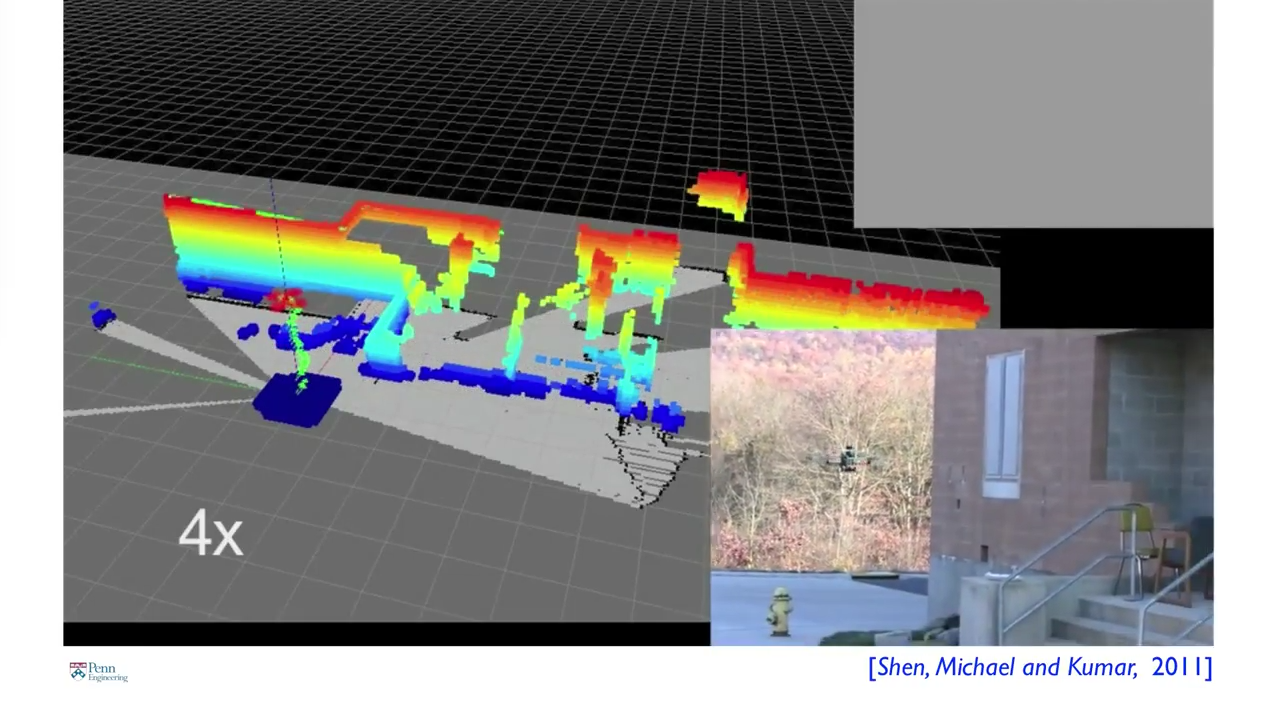 4x
Penn
Engineering
[Shen, Michael and Kumar, 2011]